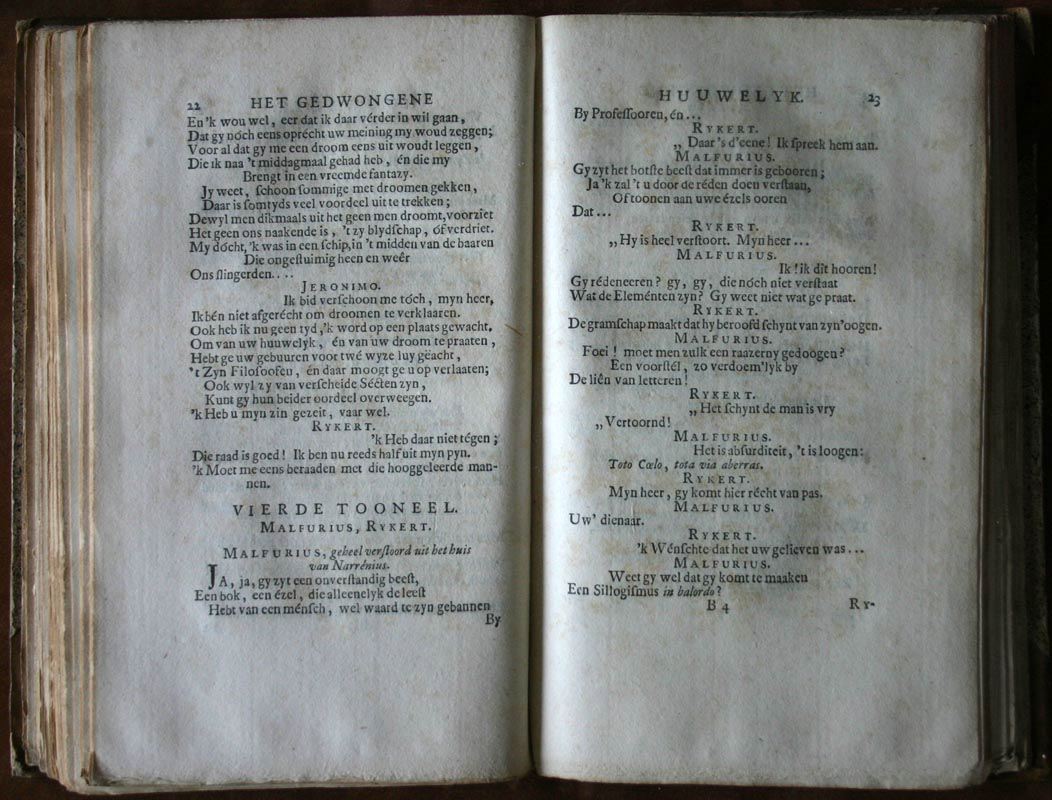 22 HET GEDWONGENE
En 'k wou wel, eer dat ik daar vérder in wil gaan,
Dat gy nóch eens oprécht uw meining my woud zeggen;
Voor al dat gy me een droom eens uit woudt leggen,
Die ik naa 't middagmaal gehad heb, én die my
Brengt in een vreemde fantazy.
Jy weet, schoon sommige met droomen gekken,
Daar is somtyds veel voordeel uit te trekken;
Dewyl men dikmaals uit het geen men droomt, voorziet
Het geen ons naakende is, 't zy blydschap, óf verdriet.
My dócht, 'k was in een schip, in 't midden van de baaren
Die ongestuimig heen en weêr
Ons slingerden....
JERONIMO.
Ik bid verschoon me tóch, myn heer,
Ik bén niet afgerécht om droomen te verklaaren.
Ook heb ik nu geen tyd, 'k word op een plaats gewacht,
Om van uw huuwelyk, én van uw droom te praaten,
Hebt ge uw gebuuren voor twé wyze luy geacht,
't Zyn Filosoofen, én daar moogt ge u op verlaaten;
Ook wyl zy van verscheide Sécten zyn,
Kunt gy hun beider oordeel overweegen.
'k Heb u myn zin gezeit, vaar wel.
RYKERT.
'k Heb daar niet tégen;
Die raad is goed! Ik ben nu reeds half uit myn pyn.
'k Moet me eens beraaden met die hooggeleerde man-
nen.
VIERDE TOONEEL.
MALFURIUS, RYKERT.
MALFURIUS, geheel verstoord uit het huis
van Narrénius.
JA, ja, gy zyt een onverstandig beest,
Een bok, een ézel, die alleenelyk de leest
Hebt van een ménsch, wel waard te zyn gebannen
By
HUUWELYK. 23
By Professooren, én...
RYKERT.
„ Daar 's d'eene! Ik spreek hem aan.
MALFURIUS.
Gy zyt het botste beest dat immer is gebooren;
Ja 'k zal 't u door de réden doen verstaan,
Of toonen aan uwe ézels ooren
Dat...
RYKERT.
„ Hy is heel verstoort. Myn heer...
MALFURIUS.
Ik! ik dit hooren!
Gy rédeneeren? gy, gy, die nóch niet verstaat
Wat de Eleménten zyn? Gy weet niet wat ge praat.
RYKERT.
De gramschap maakt dat hy beroofd schynt van zyn' oogen.
MALFURIUS.
Foei! moet men zulk een raazerny gedoogen?
Een voorstél, zo verdoem'lyk by
De liên van letteren!
RYKERT.
„ Het schynt de man is vry
„ Vertoornd!
MALFURIUS.
Het is absurditeit, 't is loogen:
Toto Cœlo, tota via aberras.
RYKERT.
Myn heer, gy komt hier récht van pas.
MALFURIUS.
Uw' dienaar.
RYKERT.
'k Wénschte dat het uw gelieven was...
MALFURIUS.
Weet gy wel dat gy komt te maaken
Een Sillogismus in balordo?
B 4 RY-